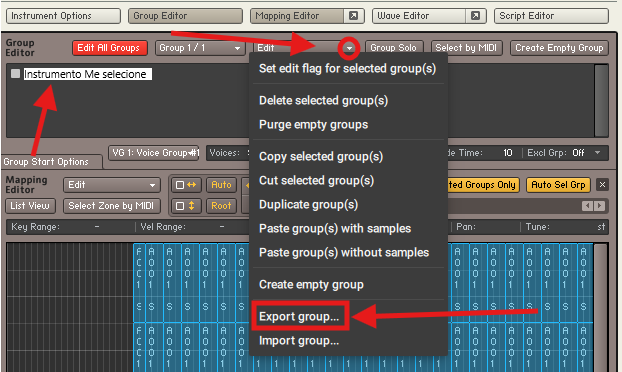 Instrument Options
Group Editor
Mapping Editor
Wave Editor
Script Editor
Group Editor
Edit All Groups
Group 1 / 1
Edit
Group Solo
Select by MIDI
Create Empty Group
Instrumento Me selecione
Set edit flag for selected group(s)
Delete selected group(s)
Purge empty groups
Copy selected group(s)
Cut selected group(s)
Duplicate group(s)
Paste group(s) with samples
Paste group(s) without samples
Create empty group
Export group...
Import group...
VG 1: Voice Group #1
Voices:
Time: 10
Excl Grp: Off
Group Start Options
Mapping Editor
Edit
Auto
Groups Only
Auto Sel Grp
List View
Select Zone by MIDI
Root
Key Range: -
Vel Range: -
Pan:
Tune:
st